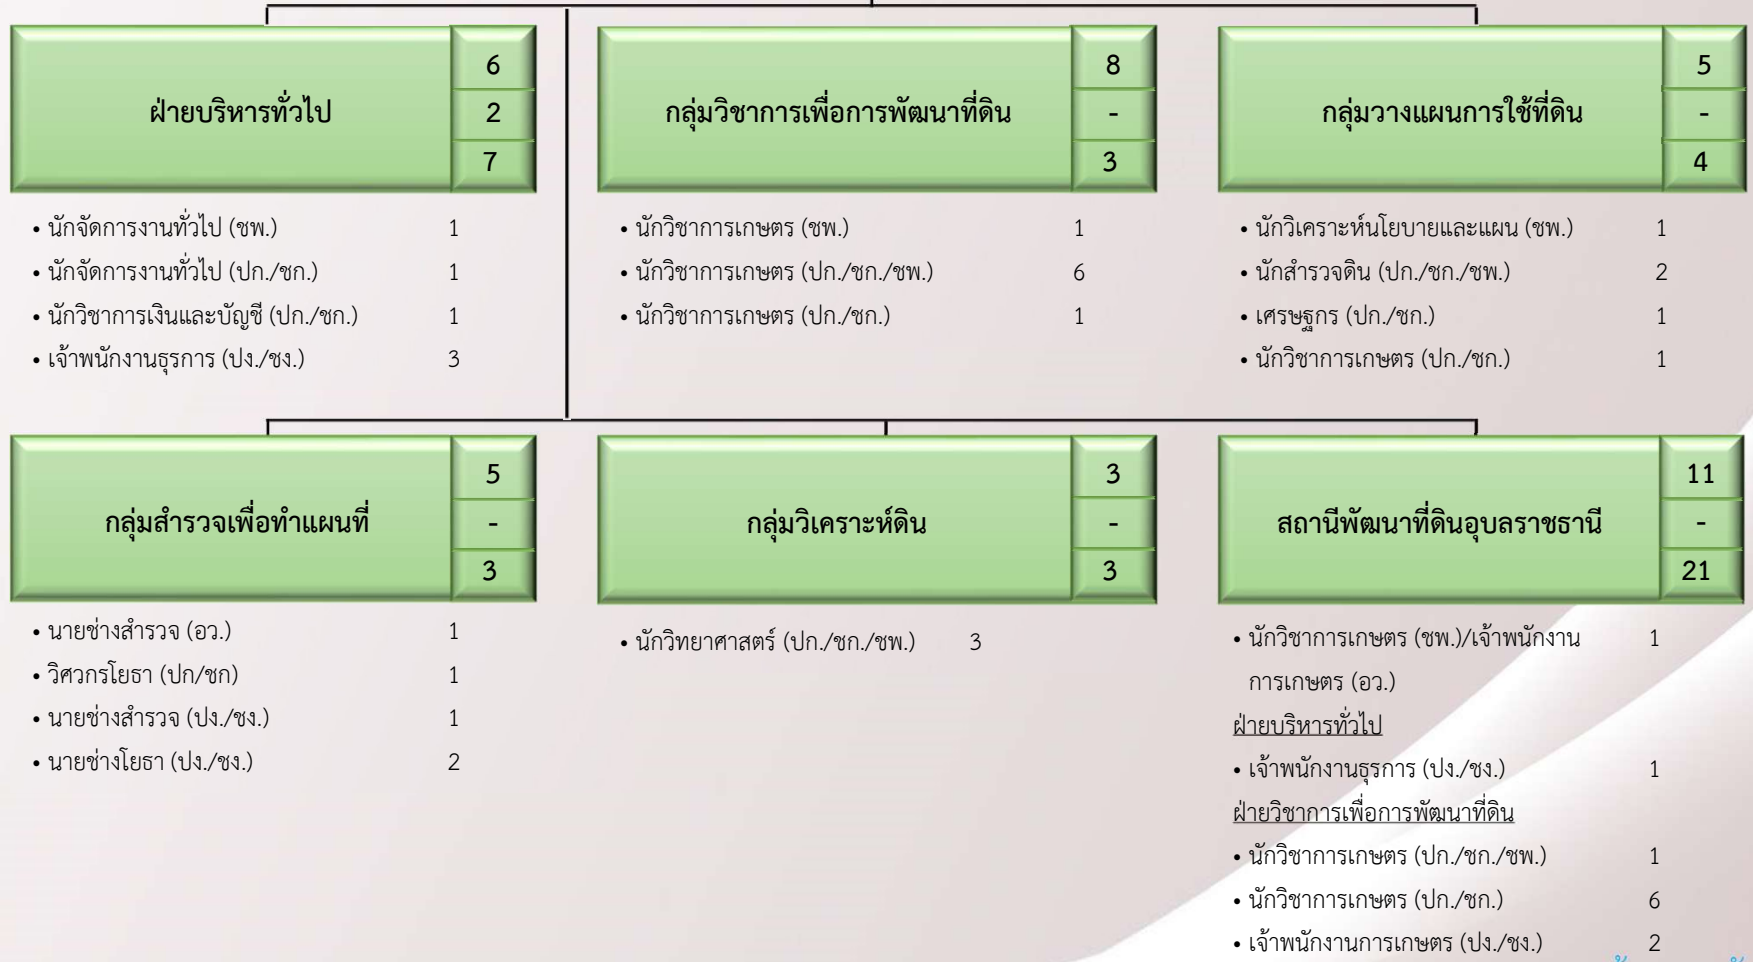 ฝ่ายบริหารทั่วไป
6
2
7
กลุ่มวิชาการเพื่อการพัฒนาที่ดิน
8
-
3
กลุ่มวางแผนการใช้ที่ดิน
5
-
4
• นักจัดการงานทั่วไป (ชพ.) 1
• นักจัดการงานทั่วไป (ปก./ชก.) 1
• นักวิชาการเงินและบัญชี (ปก./ชก.) 1
• เจ้าพนักงานธุรการ (ปง./ชง.) 3
• นักวิชาการเกษตร (ชพ.) 1
• นักวิชาการเกษตร (ปก./ชก./ชพ.) 6
• นักวิชาการเกษตร (ปก./ชก.) 1
• นักวิเคราะห์นโยบายและแผน (ชพ.) 1
• นักสำรวจดิน (ปก./ชก./ชพ.) 2
• เศรษฐกร (ปก./ชก.) 1
• นักวิชาการเกษตร (ปก./ชก.) 1
กลุ่มสำรวจเพื่อทำแผนที่
5
-
3
กลุ่มวิเคราะห์ดิน
3
-
3
สถานีพัฒนาที่ดินอุบลราชธานี
11
-
21
• นายช่างสำรวจ (อว.) 1
• วิศวกรโยธา (ปก/ชก) 1
• นายช่างสำรวจ (ปง./ชง.) 1
• นายช่างโยธา (ปง./ชง.) 2
• นักวิทยาศาสตร์ (ปก./ชก./ชพ.) 3
• นักวิชาการเกษตร (ชพ.)/เจ้าพนักงาน 1
การเกษตร (อว.)
ฝ่ายบริหารทั่วไป
• เจ้าพนักงานธุรการ (ปง./ชง.) 1
ฝ่ายวิชาการเพื่อการพัฒนาที่ดิน
• นักวิชาการเกษตร (ปก./ชก./ชพ.) 1
• นักวิชาการเกษตร (ปก./ชก.) 6
• เจ้าพนักงานการเกษตร (ปง./ชง.) 2